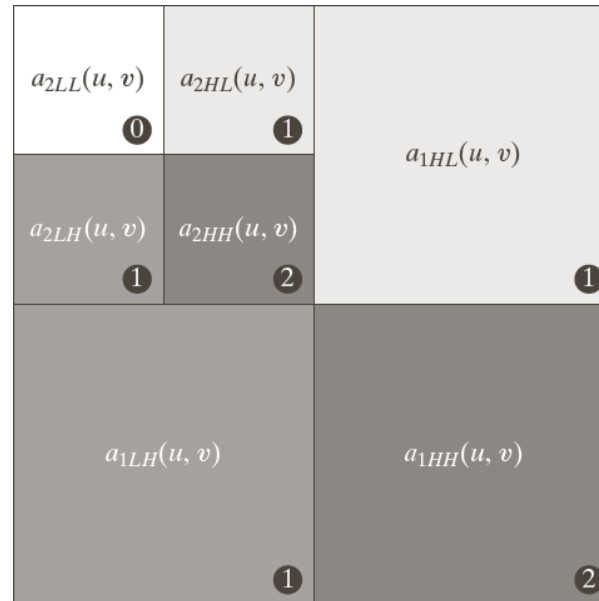 a2LL(u, v)
0
a2HL(u, v)
1
a1HL(u, v)
1
a2LH(u, v)
1
a2HH(u, v)
2
a1LH(u, v)
1
a1HH(u, v)
2